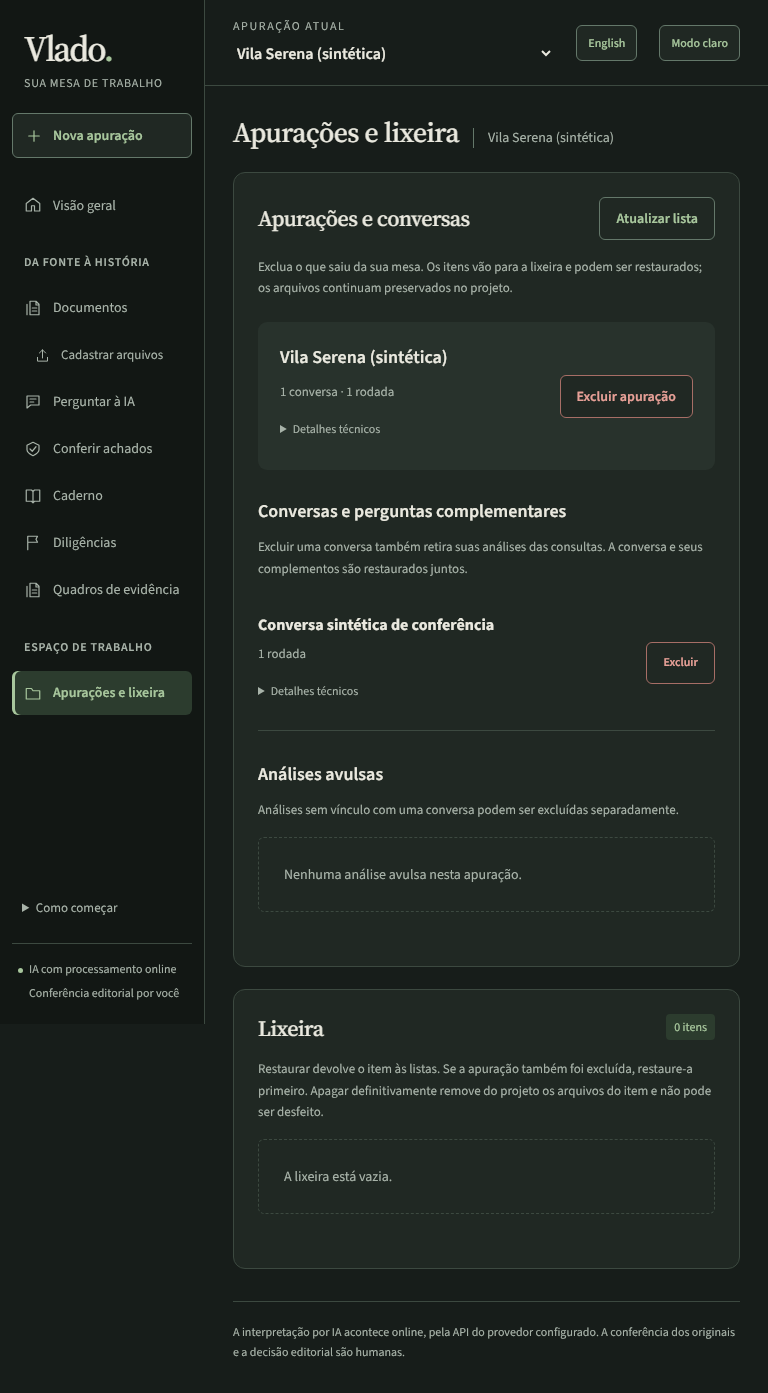 Vlado.
SUA MESA DE TRABALHO
Nova apuração
Visão geral
DA FONTE À HISTÓRIA
Documentos
Cadastrar arquivos
Perguntar à IA
Conferir achados
Caderno
Diligências
Quadros de evidência
ESPAÇO DE TRABALHO
Apurações e lixeira
Como começar
IA com processamento online
Conferência editorial por você
APURAÇÃO ATUAL
Vila Serena (sintética)
English
Modo claro
Apurações e lixeira
Vila Serena (sintética)
Apurações e conversas
Atualizar lista
Exclua o que saiu da sua mesa. Os itens vão para a lixeira e podem ser restaurados;
os arquivos continuam preservados no projeto.
Vila Serena (sintética)
1 conversa · 1 rodada
Detalhes técnicos
Excluir apuração
Conversas e perguntas complementares
Excluir uma conversa também retira suas análises das consultas. A conversa e seus
complementos são restaurados juntos.
Conversa sintética de conferência
1 rodada
Detalhes técnicos
Excluir
Análises avulsas
Análises sem vínculo com uma conversa podem ser excluídas separadamente.
Nenhuma análise avulsa nesta apuração.
Lixeira
0 itens
Restaurar devolve o item às listas. Se a apuração também foi excluída, restaure-a
primeiro. Apagar definitivamente remove do projeto os arquivos do item e não pode
ser desfeito.
A lixeira está vazia.
A interpretação por IA acontece online, pela API do provedor configurado. A conferência dos originais
e a decisão editorial são humanas.